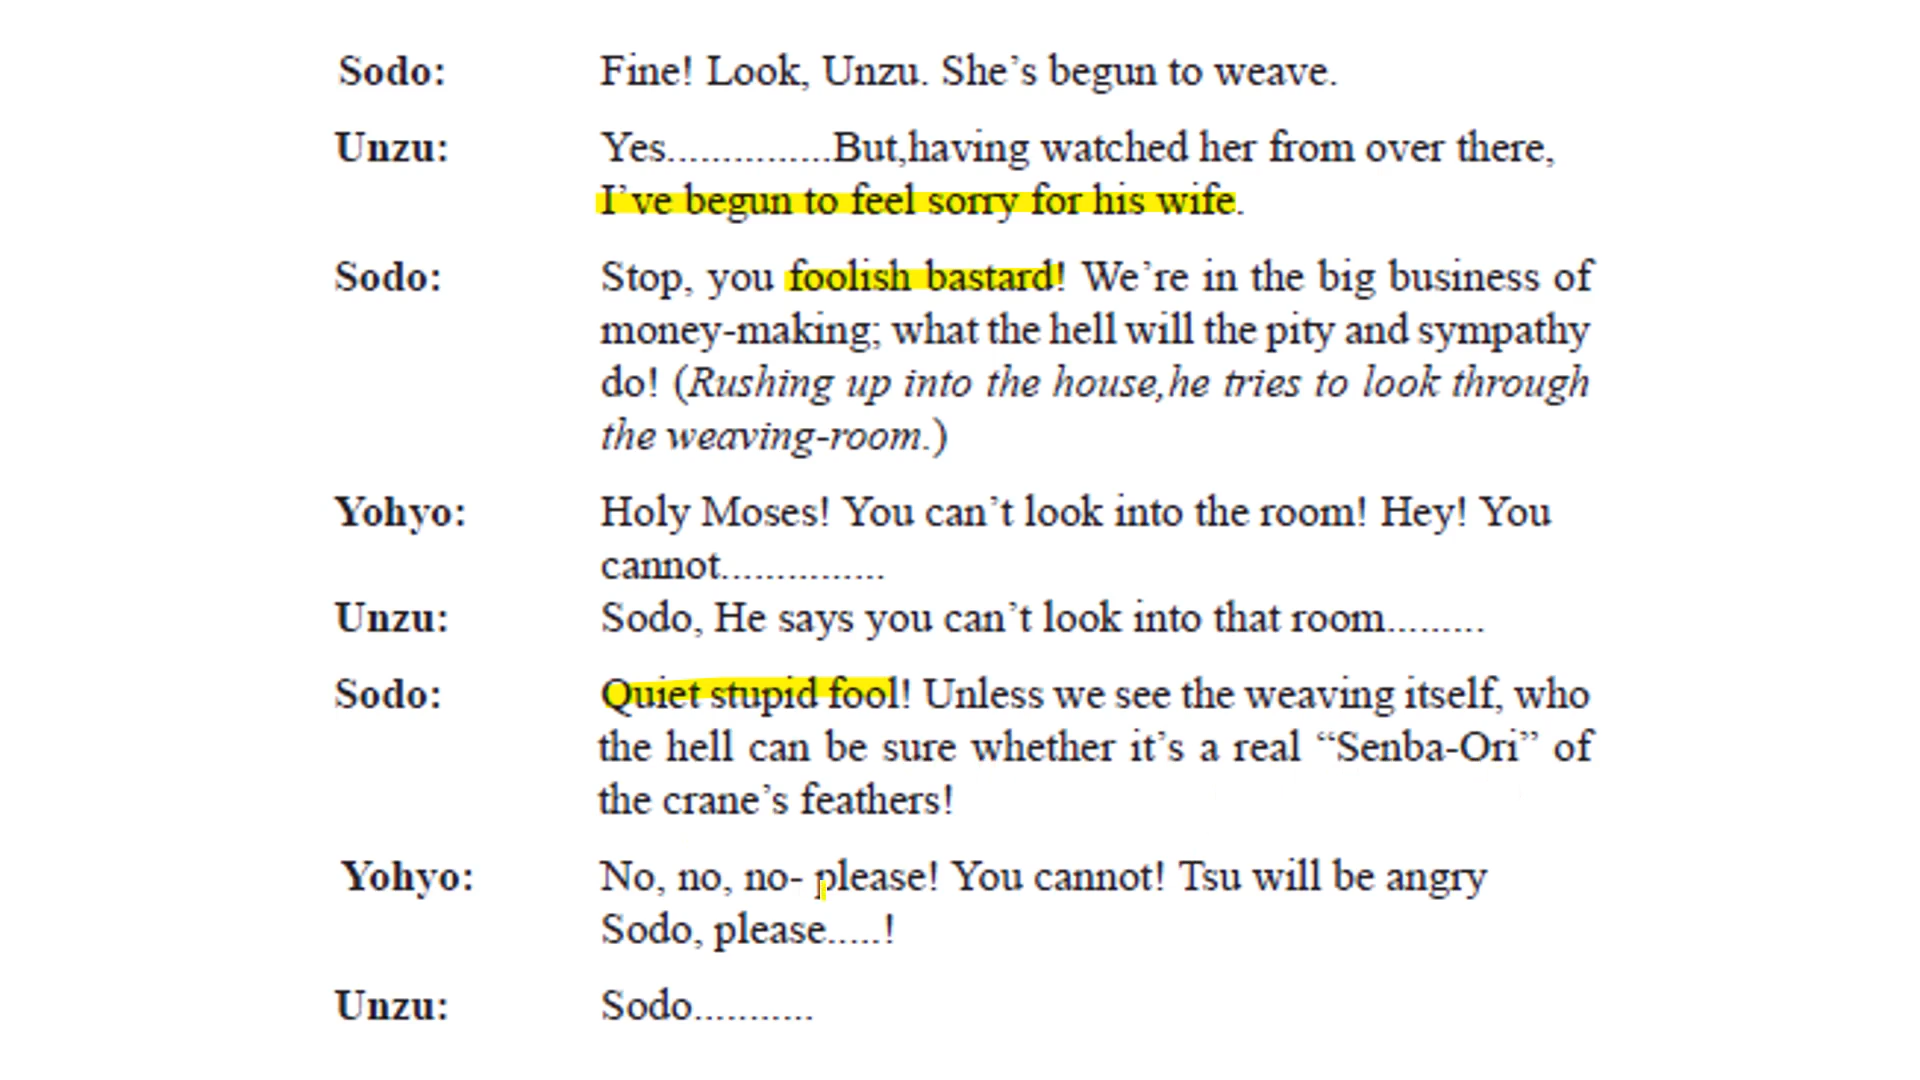 Sodo: Fine! Look, Unzu. She's begun to weave.
Unzu: Yes...............But,having watched her from over there,
I've begun to feel sorry for his wife.
Sodo: Stop, you foolish bastard! We're in the big business of
money-making; what the hell will the pity and sympathy
do! (Rushing up into the house,he tries to look through
the weaving-room.)
Yohyo: Holy Moses! You can't look into the room! Hey! You
cannot...............
Unzu: Sodo, He says you can't look into that room.........
Sodo: Quiet stupid fool! Unless we see the weaving itself, who
the hell can be sure whether it's a real “Senba-Ori” of
the crane's feathers!
Yohyo: No, no, no- please! You cannot! Tsu will be angry
Sodo, please.....!
Unzu: Sodo...........